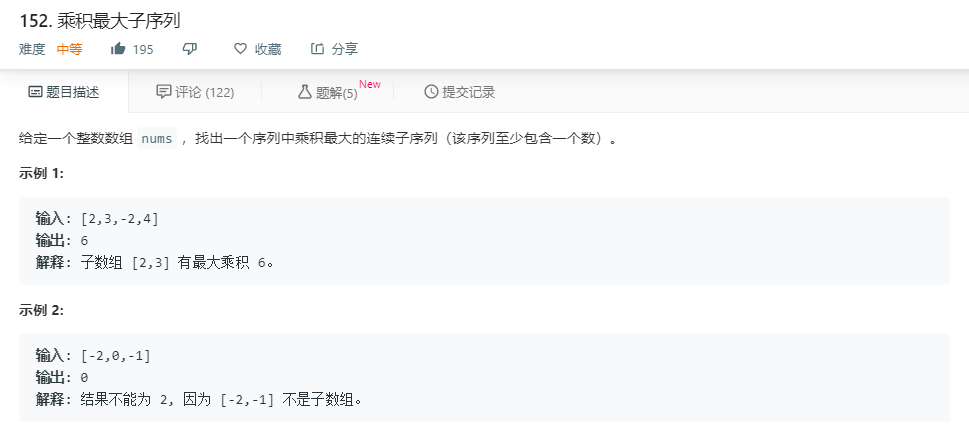 152. 乘积最大子序列
难度 中等 195 收藏 分享
题目描述 评论 (122) 题解(5) New 提交记录
给定一个整数数组 nums ，找出一个序列中乘积最大的连续子序列（该序列至少包含一个数）。
示例 1:
输入: [2,3,-2,4]
输出: 6
解释: 子数组 [2,3] 有最大乘积 6。
示例 2:
输入: [-2,0,-1]
输出: 0
解释: 结果不能为 2, 因为 [-2,-1] 不是子数组。